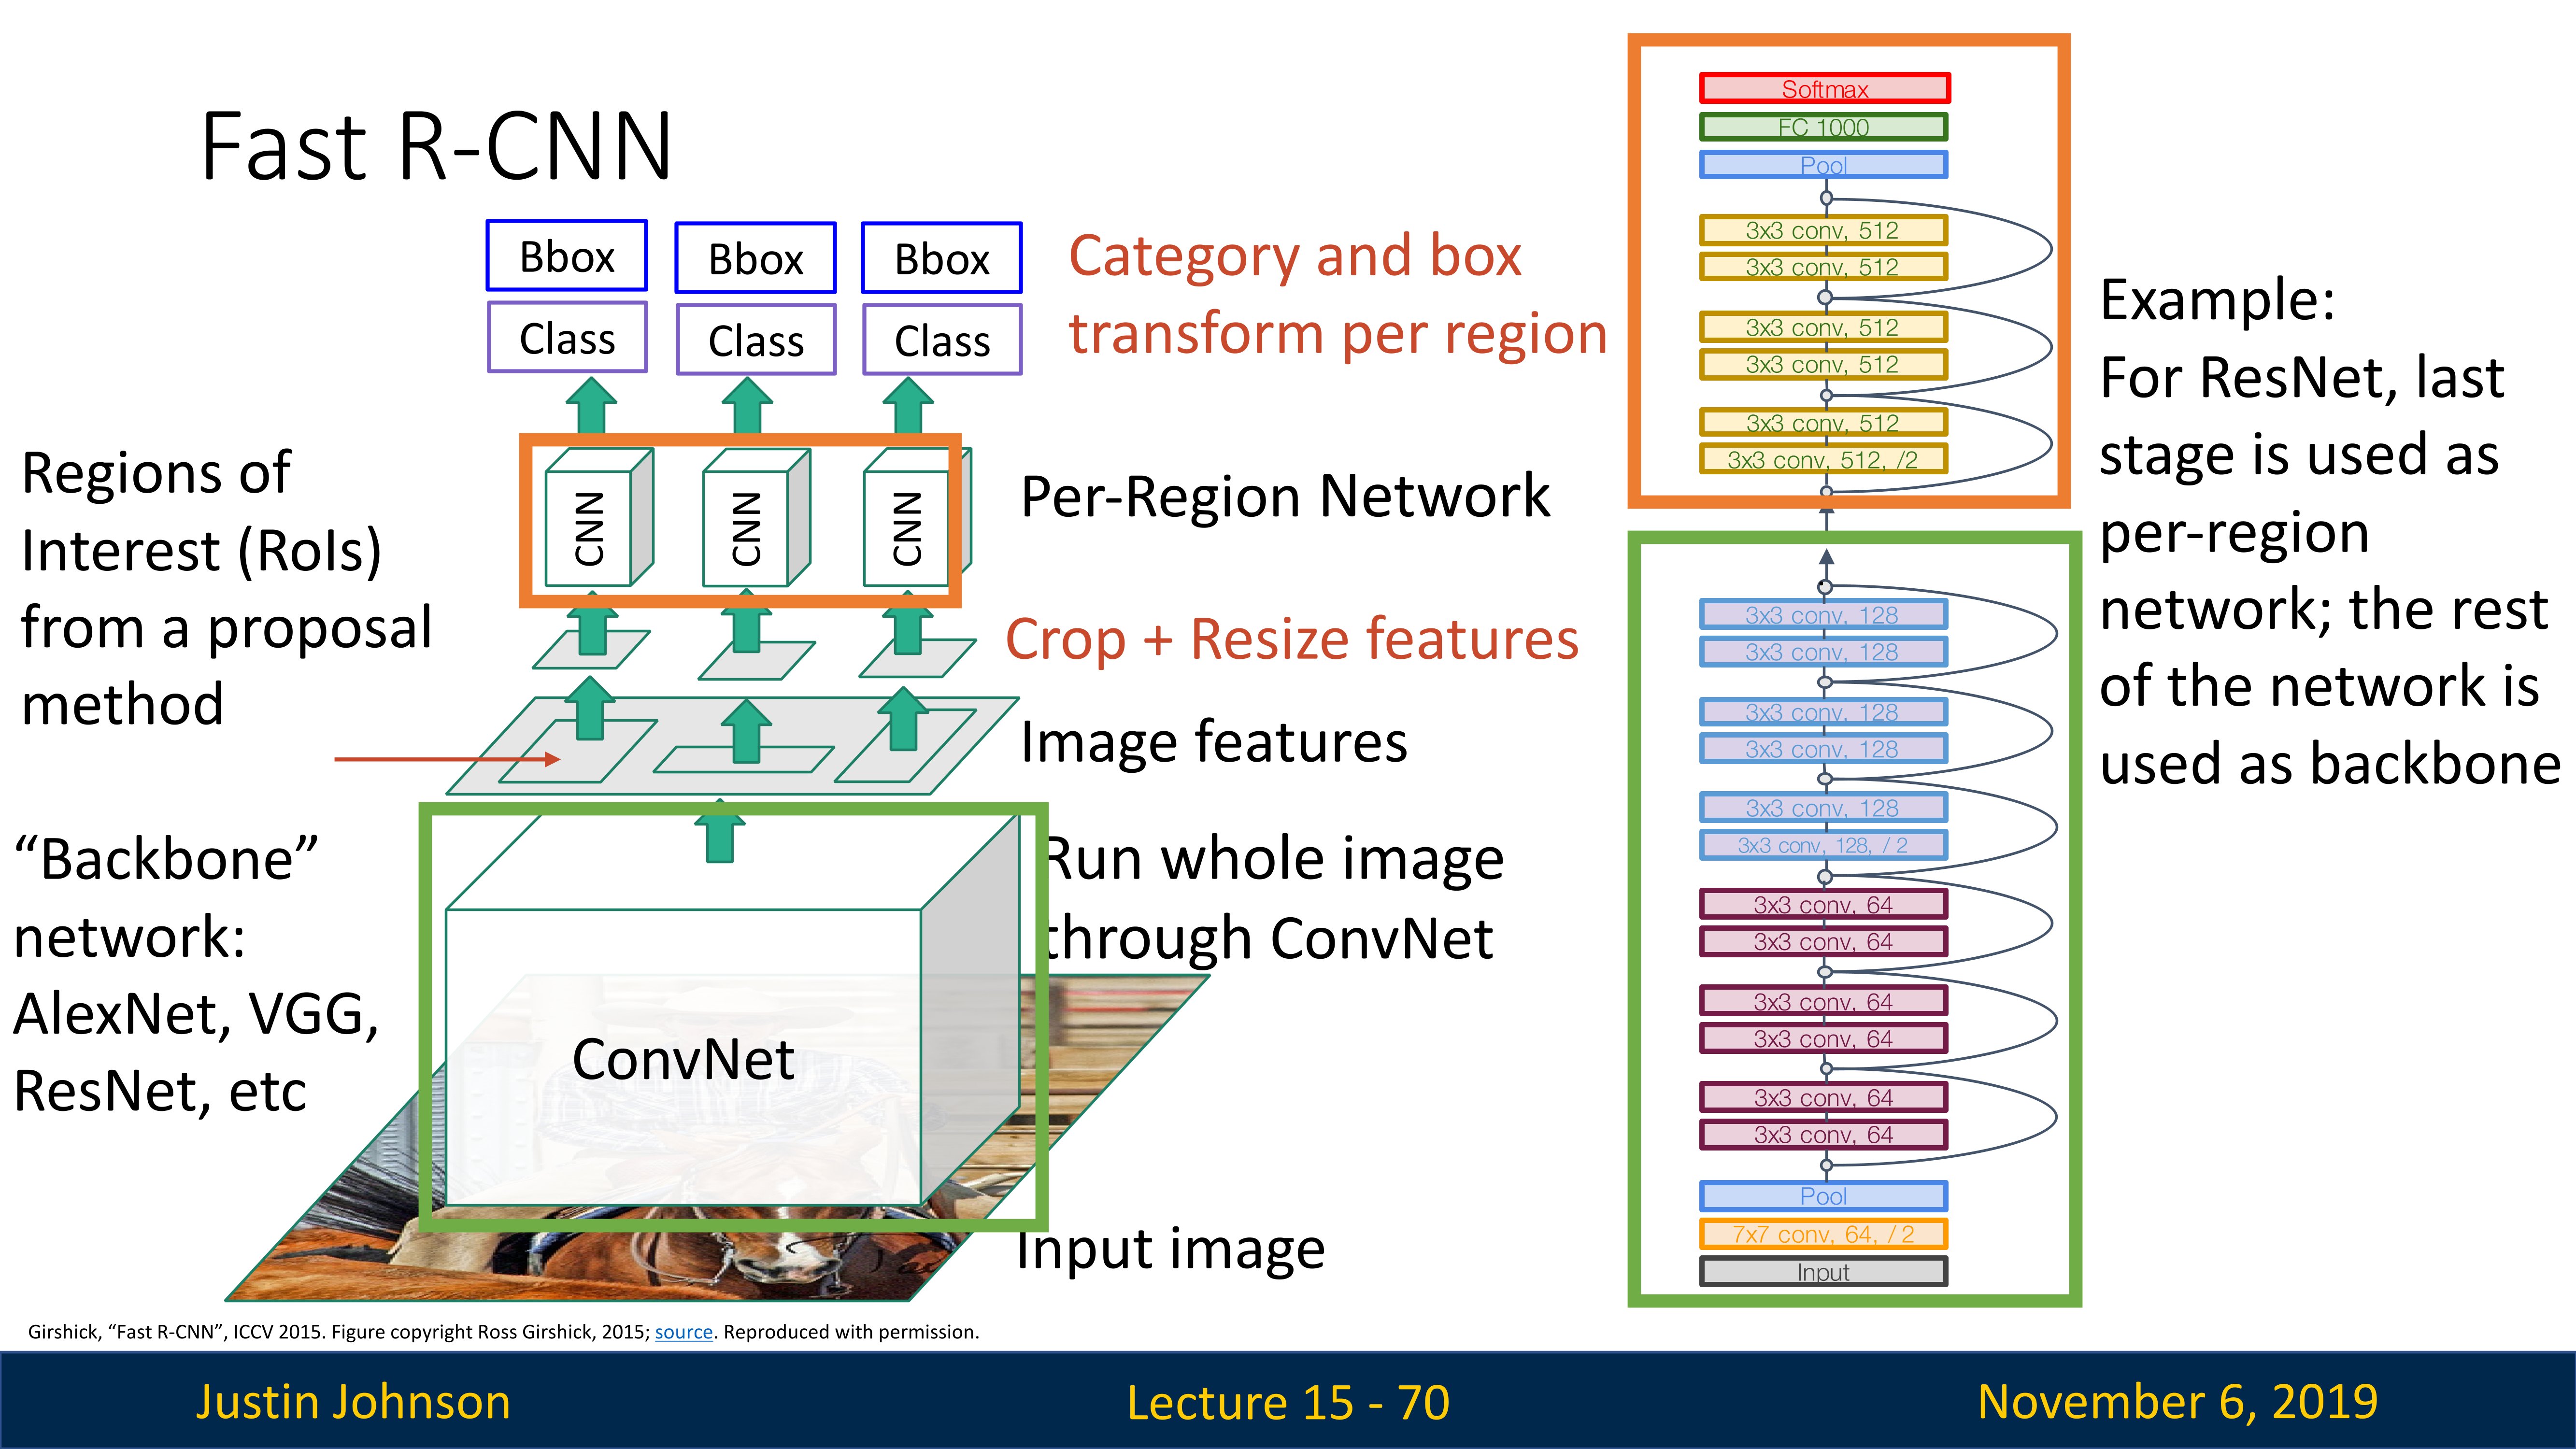 Fast R-CNN
Bbox
Bbox
Bbox
Class
Class
Class
Category and box
transform per region
CNN
CNN
CNN
Per-Region Network
Regions of
Interest (RoIs)
from a proposal
method
Crop + Resize features
Image features
"Backbone"
network:
AlexNet, VGG,
ResNet, etc
Run whole image
through ConvNet
ConvNet
Input image
Softmax
FC 1000
Pool
3x3 conv, 512
3x3 conv, 512
3x3 conv, 512
3x3 conv, 512
3x3 conv, 512
3x3 conv, 512, /2
3x3 conv, 128
3x3 conv, 128
3x3 conv, 128
3x3 conv, 128
3x3 conv, 128
3x3 conv, 128, / 2
3x3 conv, 64
3x3 conv, 64
3x3 conv, 64
3x3 conv, 64
3x3 conv, 64
3x3 conv, 64
Pool
7x7 conv, 64, / 2
Input
Example:
For ResNet, last
stage is used as
per-region
network; the rest
of the network is
used as backbone
Girshick, "Fast R-CNN", ICCV 2015. Figure copyright Ross Girshick, 2015; source. Reproduced with permission.
Justin Johnson
Lecture 15 - 70
November 6, 2019